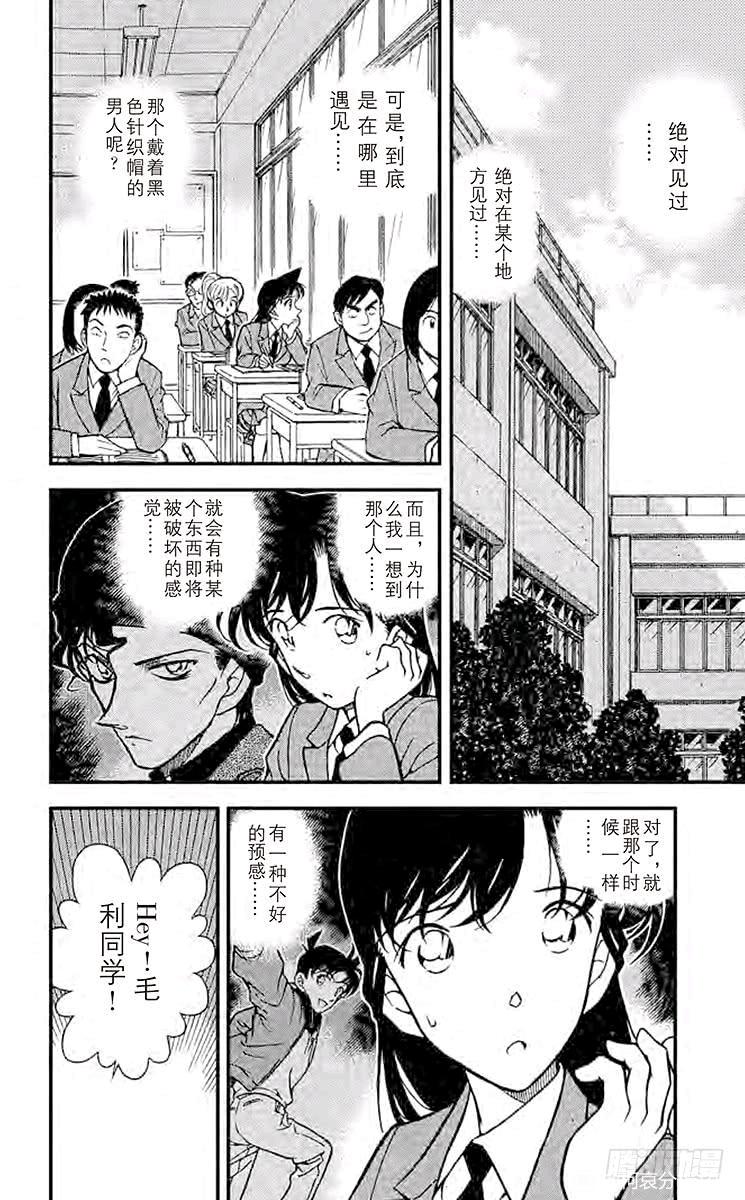 绝对见过
……
绝对在某个地
方见过……
可是，到底
是在哪里
遇见……
那个戴着黑
色针织帽的
男人呢？
而且，为什
么我一想到
那个人……
就会有种某
个东西即将
被破坏的感
觉……
对了，就
跟那个时
候一样
……
有一种不好
的预感……
Hey！毛
利同学！
腾讯动漫